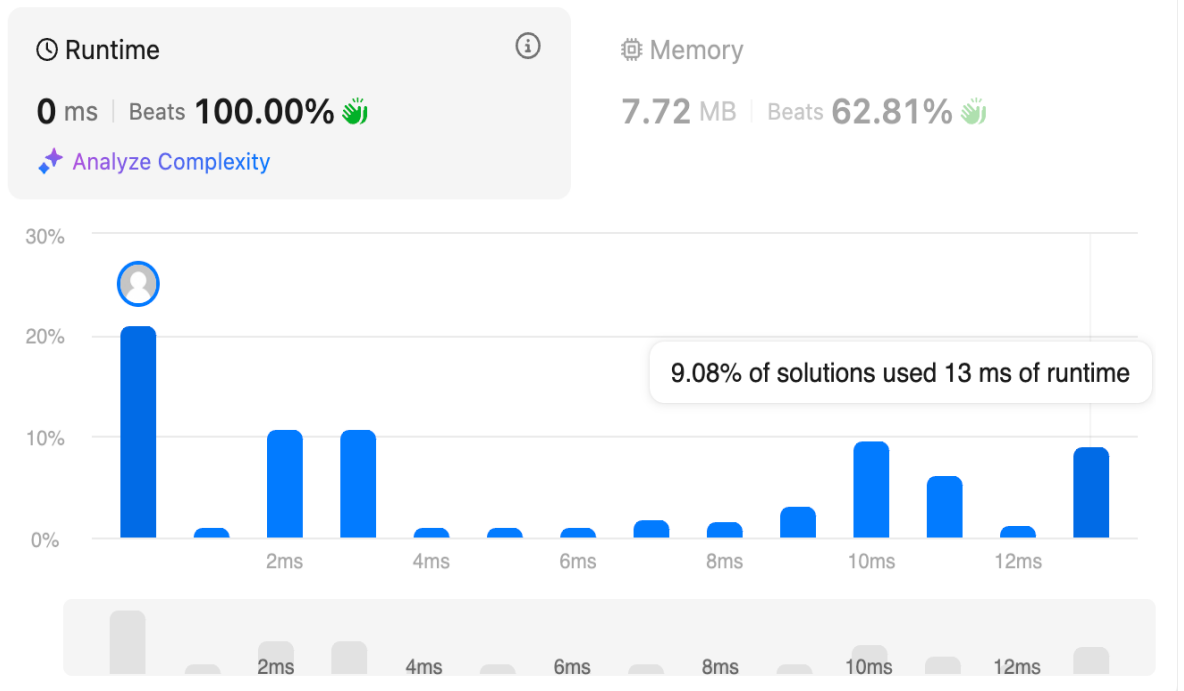 Runtime
0 ms Beats 100.00%
Analyze Complexity
Memory
7.72 MB Beats 62.81%
30%
20%
10%
0%
9.08% of solutions used 13 ms of runtime
2ms 4ms 6ms 8ms 10ms 12ms
2ms 4ms 6ms 8ms 10ms 12ms